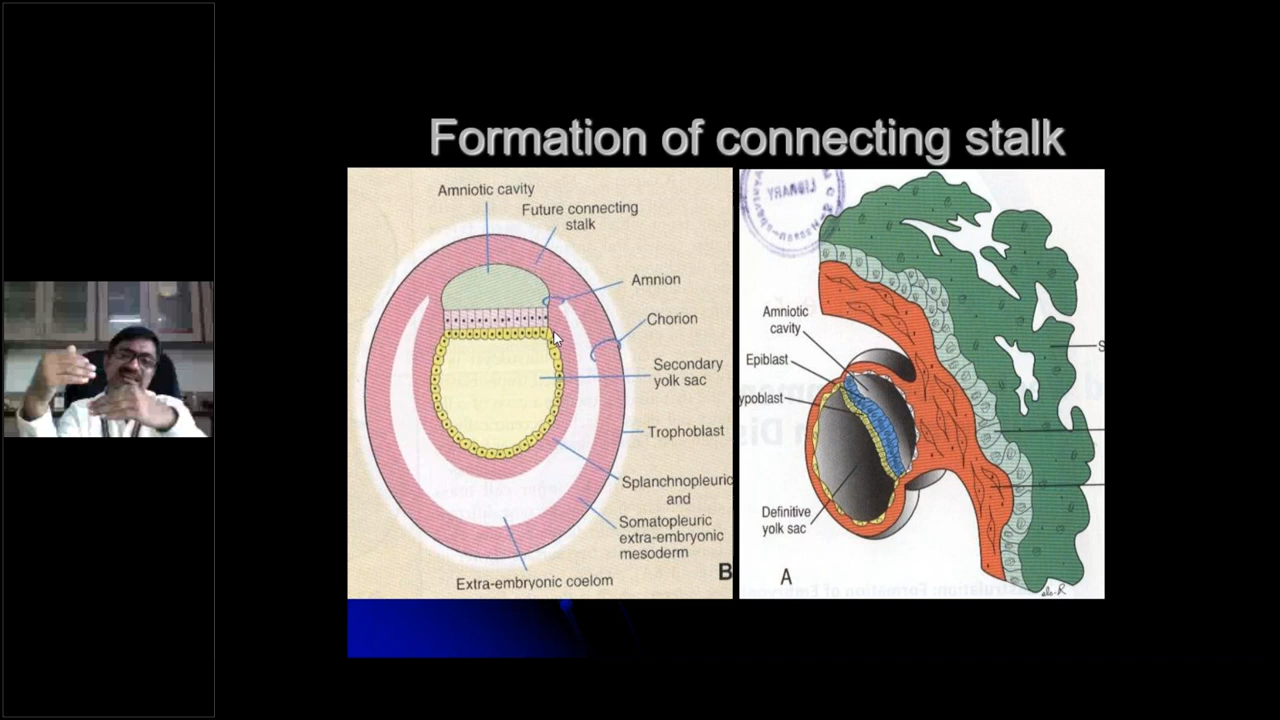 Formation of connecting stalk
Amniotic cavity
Future connecting
stalk
Amnion
Chorion
Secondary
yolk sac
Trophoblast
Splanchnopleuric
and
Somatopleuric
extra-embryonic
mesoderm
Extra-embryonic coelom
B
LIBRARY
Amniotic
cavity
Epiblast
ypoblast
Definitive
yolk sac
A
S